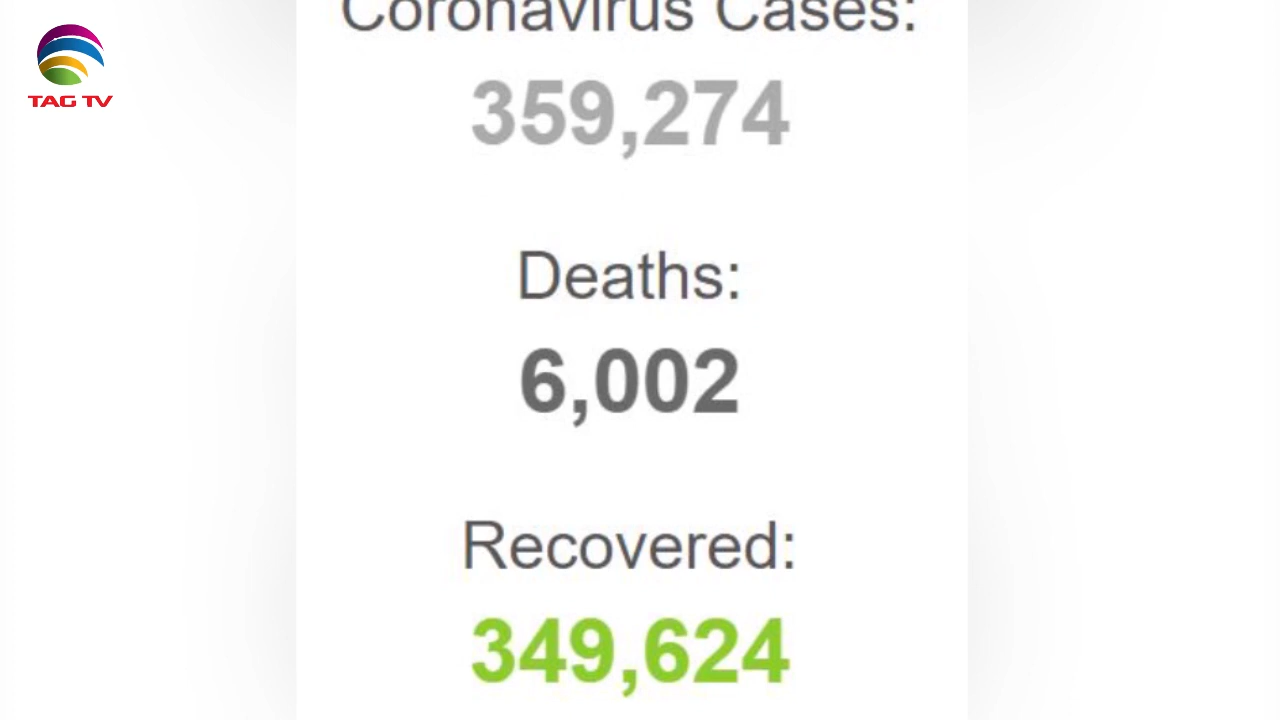 TAG TV
Coronavirus Cases:
359,274
Deaths:
6,002
Recovered:
349,624